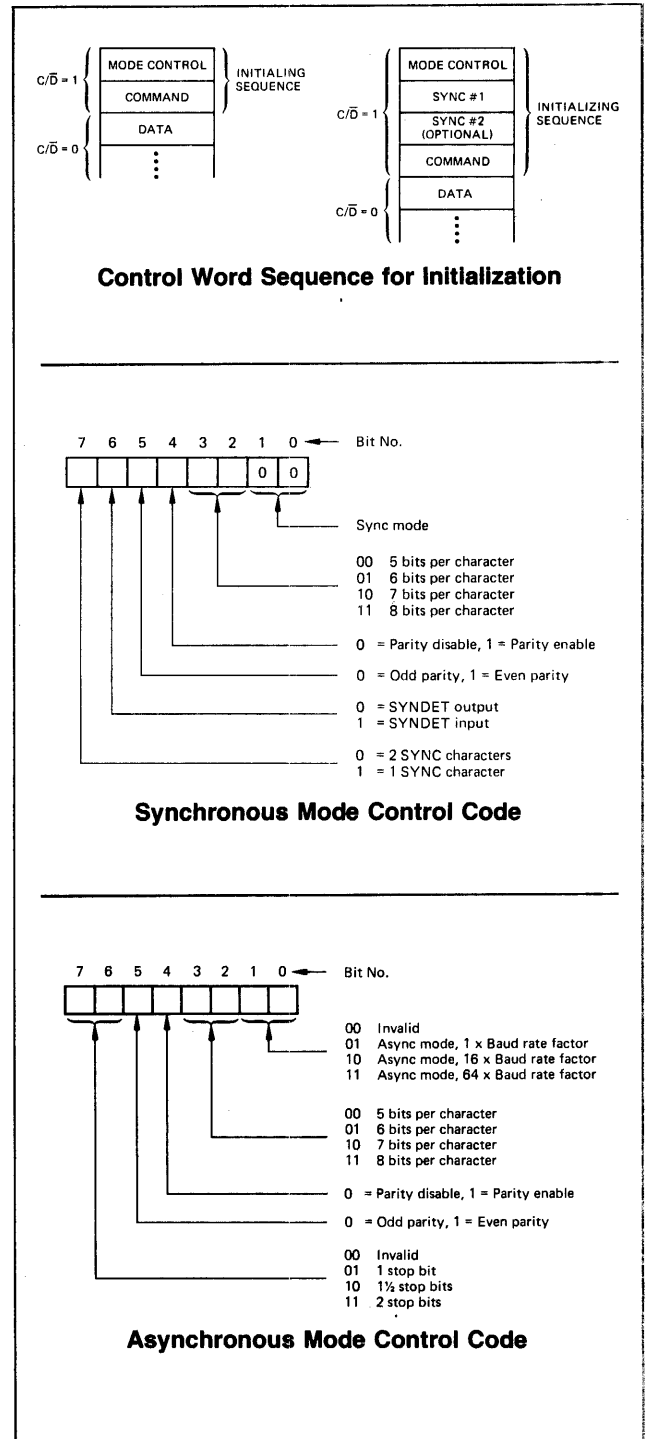 MODE CONTROL
COMMAND
DATA
C/D̅ = 1
C/D̅ = 0
INITIALING
SEQUENCE
MODE CONTROL
SYNC #1
SYNC #2
(OPTIONAL)
COMMAND
DATA
C/D̅ = 1
C/D̅ = 0
INITIALIZING
SEQUENCE
Control Word Sequence for Initialization
7 6 5 4 3 2 1 0 Bit No.
0 0
Sync mode
00 5 bits per character
01 6 bits per character
10 7 bits per character
11 8 bits per character
0 = Parity disable, 1 = Parity enable
0 = Odd parity, 1 = Even parity
0 = SYNDET output
1 = SYNDET input
0 = 2 SYNC characters
1 = 1 SYNC character
Synchronous Mode Control Code
7 6 5 4 3 2 1 0 Bit No.
00 Invalid
01 Async mode, 1 x Baud rate factor
10 Async mode, 16 x Baud rate factor
11 Async mode, 64 x Baud rate factor
00 5 bits per character
01 6 bits per character
10 7 bits per character
11 8 bits per character
0 = Parity disable, 1 = Parity enable
0 = Odd parity, 1 = Even parity
00 Invalid
01 1 stop bit
10 1½ stop bits
11 2 stop bits
Asynchronous Mode Control Code